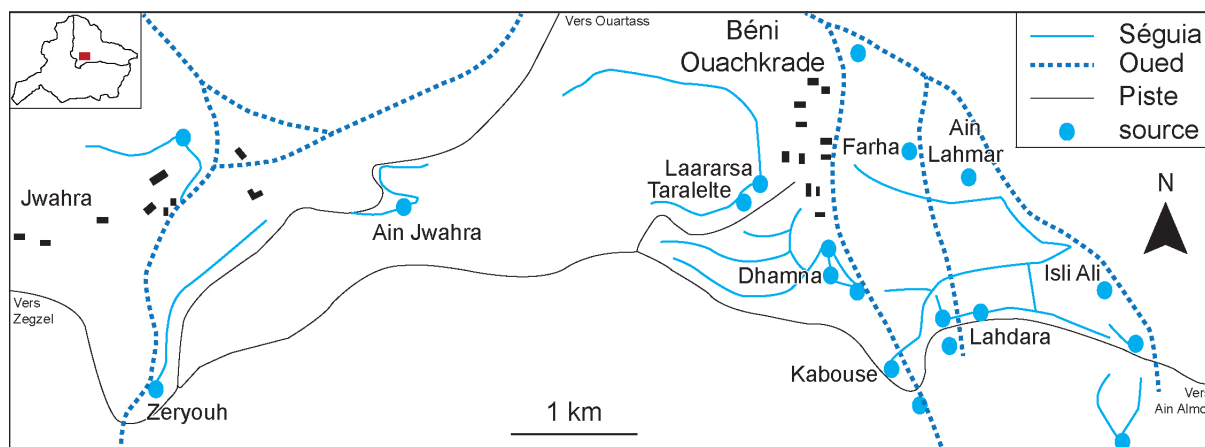 Vers Ouartass
Béni
Ouachkrade
Séguia
Oued
Piste
source
Farha
Ain
Lahmar
Laararsa
Taralelte
Jwahra
N
Ain Jwahra
Dhamna
Isli Ali
Vers
Zegzel
Lahdara
Kabouse
Vers
Ain Almo
Zeryouh
1 km